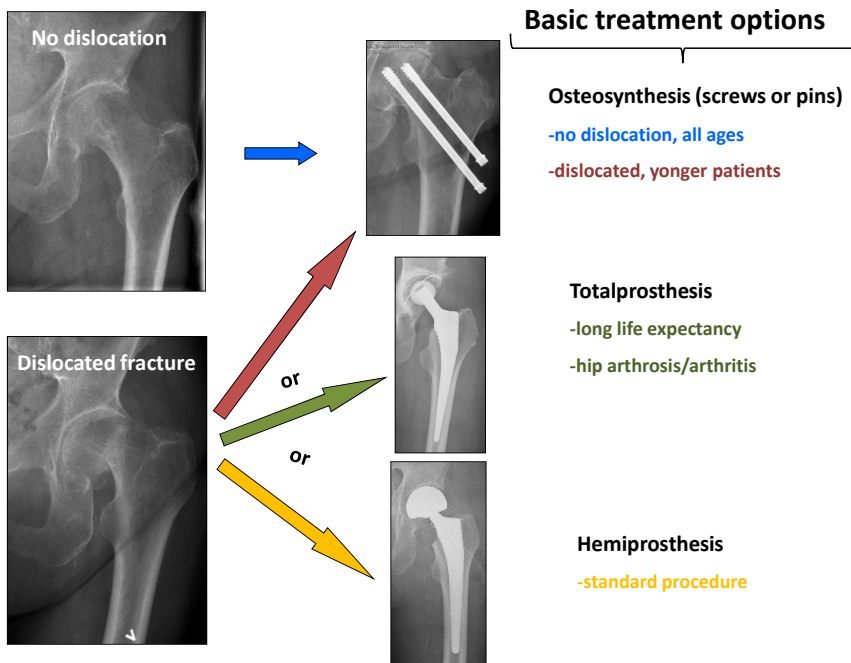 Basic treatment options
No dislocation
Osteosynthesis (screws or pins)
-no dislocation, all ages
-dislocated, yonger patients
Totalprosthesis
-long life expectancy
-hip arthrosis/arthritis
Dislocated fracture
or
or
Hemiprosthesis
-standard procedure